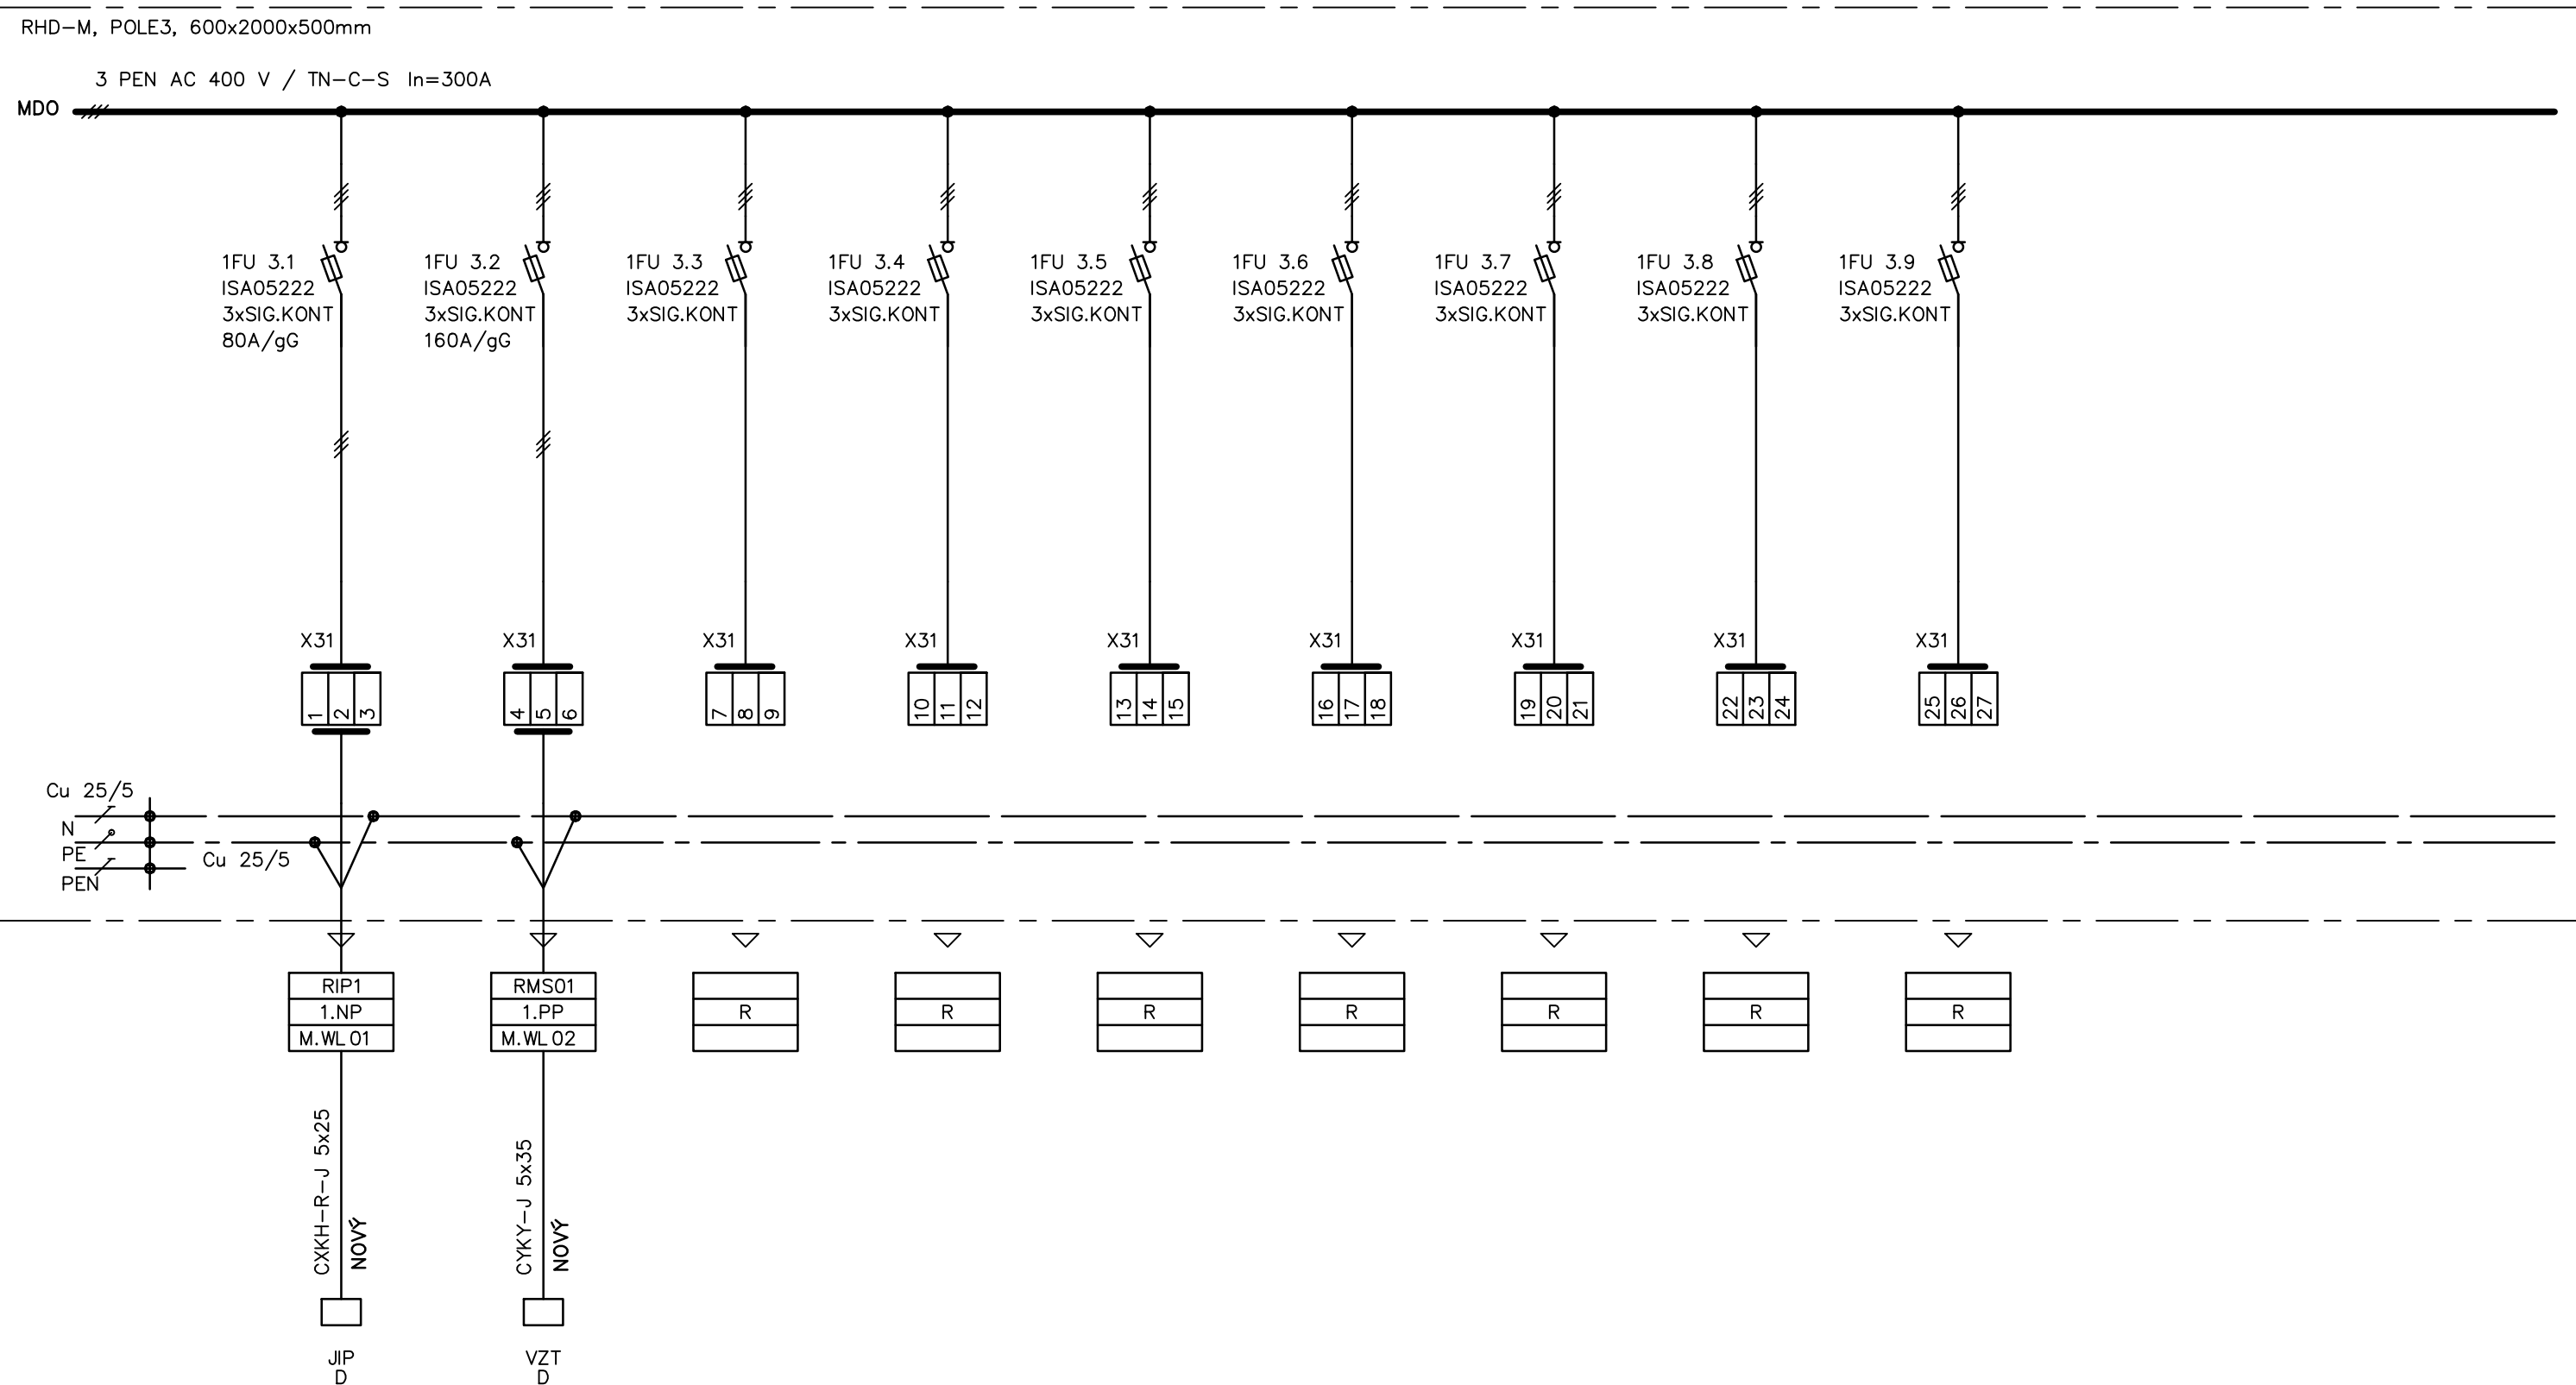 RHD-M, POLE3, 600x2000x500mm
3 PEN AC 400 V / TN-C-S In=300A
MDO
1FU 3.1
ISA05222
3xSIG.KONT
80A/gG
1FU 3.2
ISA05222
3xSIG.KONT
160A/gG
1FU 3.3
ISA05222
3xSIG.KONT
1FU 3.4
ISA05222
3xSIG.KONT
1FU 3.5
ISA05222
3xSIG.KONT
1FU 3.6
ISA05222
3xSIG.KONT
1FU 3.7
ISA05222
3xSIG.KONT
1FU 3.8
ISA05222
3xSIG.KONT
1FU 3.9
ISA05222
3xSIG.KONT
X31
1 2 3
X31
4 5 6
X31
7 8 9
X31
10 11 12
X31
13 14 15
X31
16 17 18
X31
19 20 21
X31
22 23 24
X31
25 26 27
Cu 25/5
N
PE
PEN
Cu 25/5
RIP1
1.NP
M.WL 01
RMS01
1.PP
M.WL 02
R
R
R
R
R
R
R
CXKH-R-J 5x25
NOVÝ
CYKY-J 5x35
NOVÝ
JIP
D
VZT
D